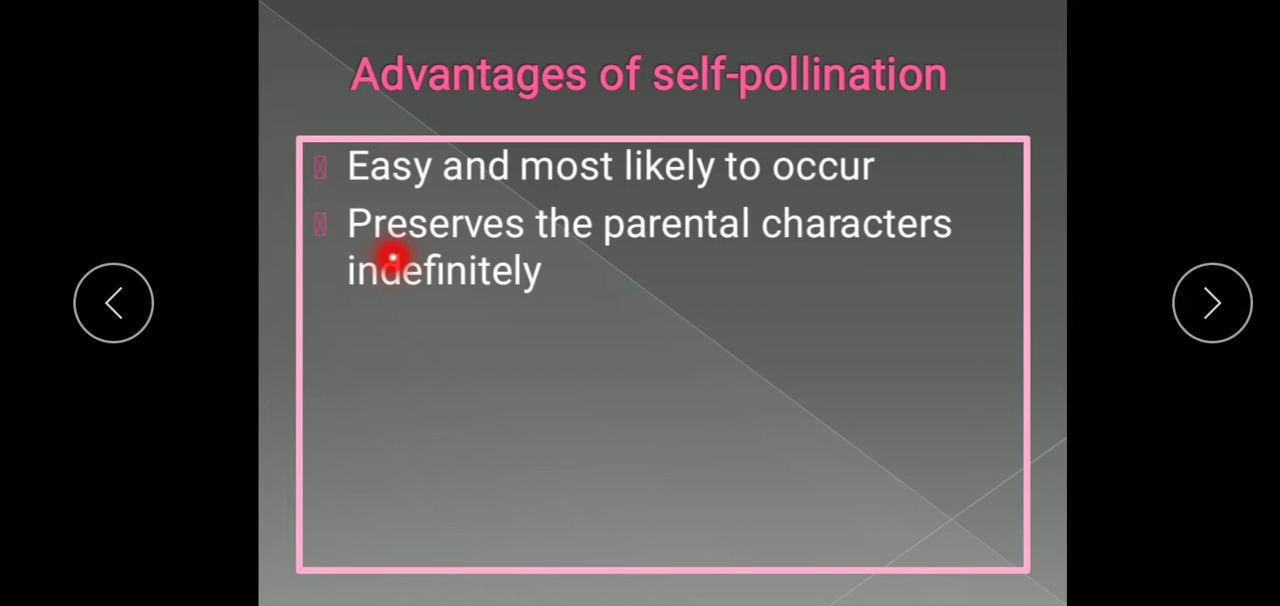 Advantages of self-pollination
Easy and most likely to occur
Preserves the parental characters
indefinitely